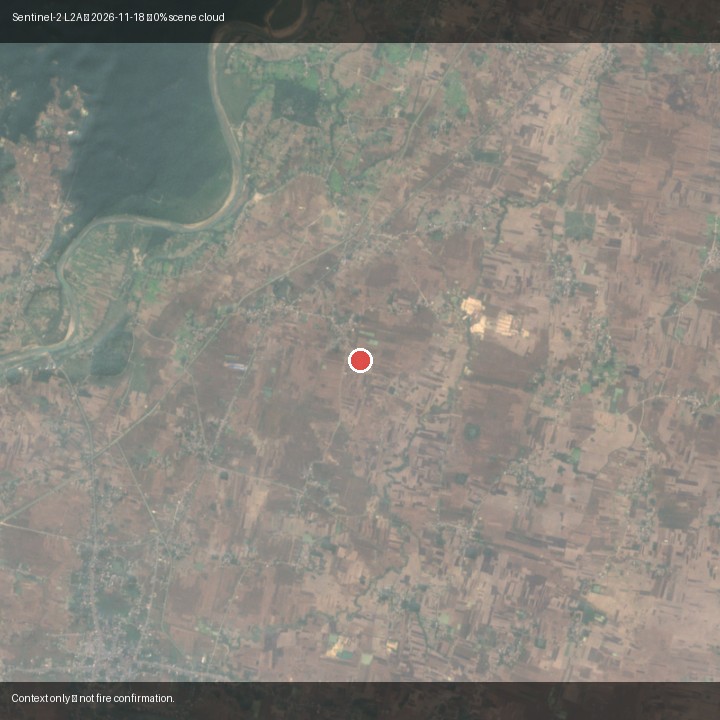 Sentinel-2 L2A▯2026-11-18▯0% scene cloud
Context only▯not fire confirmation.